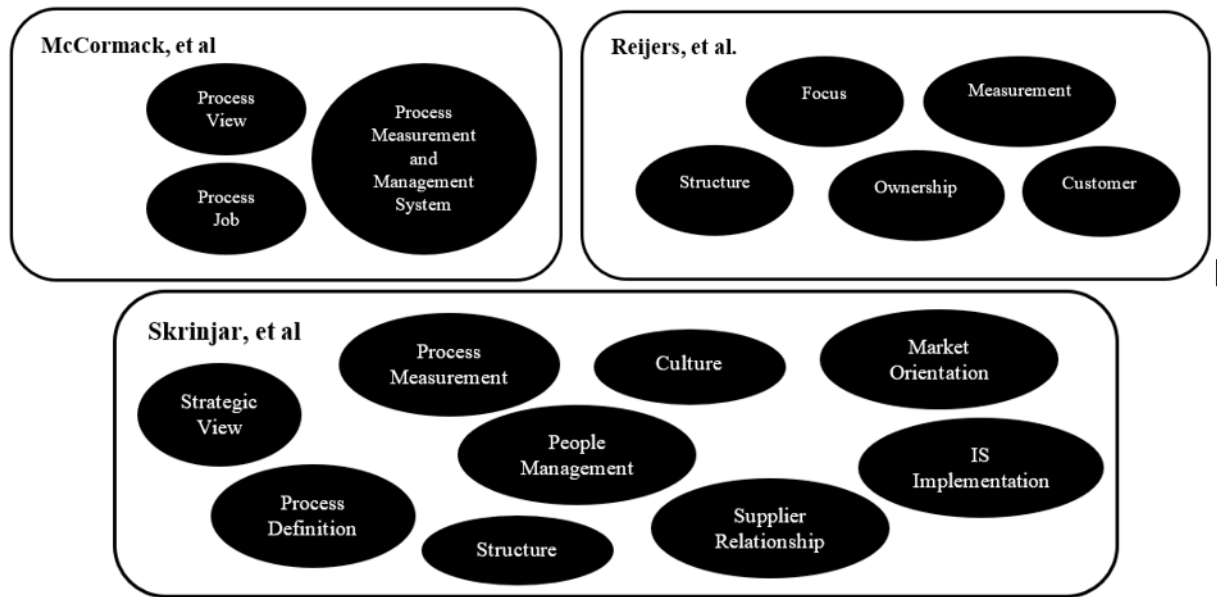 McCormack, et al
Process
View
Process
Job
Process
Measurement
and
Management
System
Reijers, et al.
Focus
Measurement
Structure
Ownership
Customer
Skrinjar, et al
Process
Measurement
Culture
Market
Orientation
Strategic
View
People
Management
IS
Implementation
Process
Definition
Structure
Supplier
Relationship